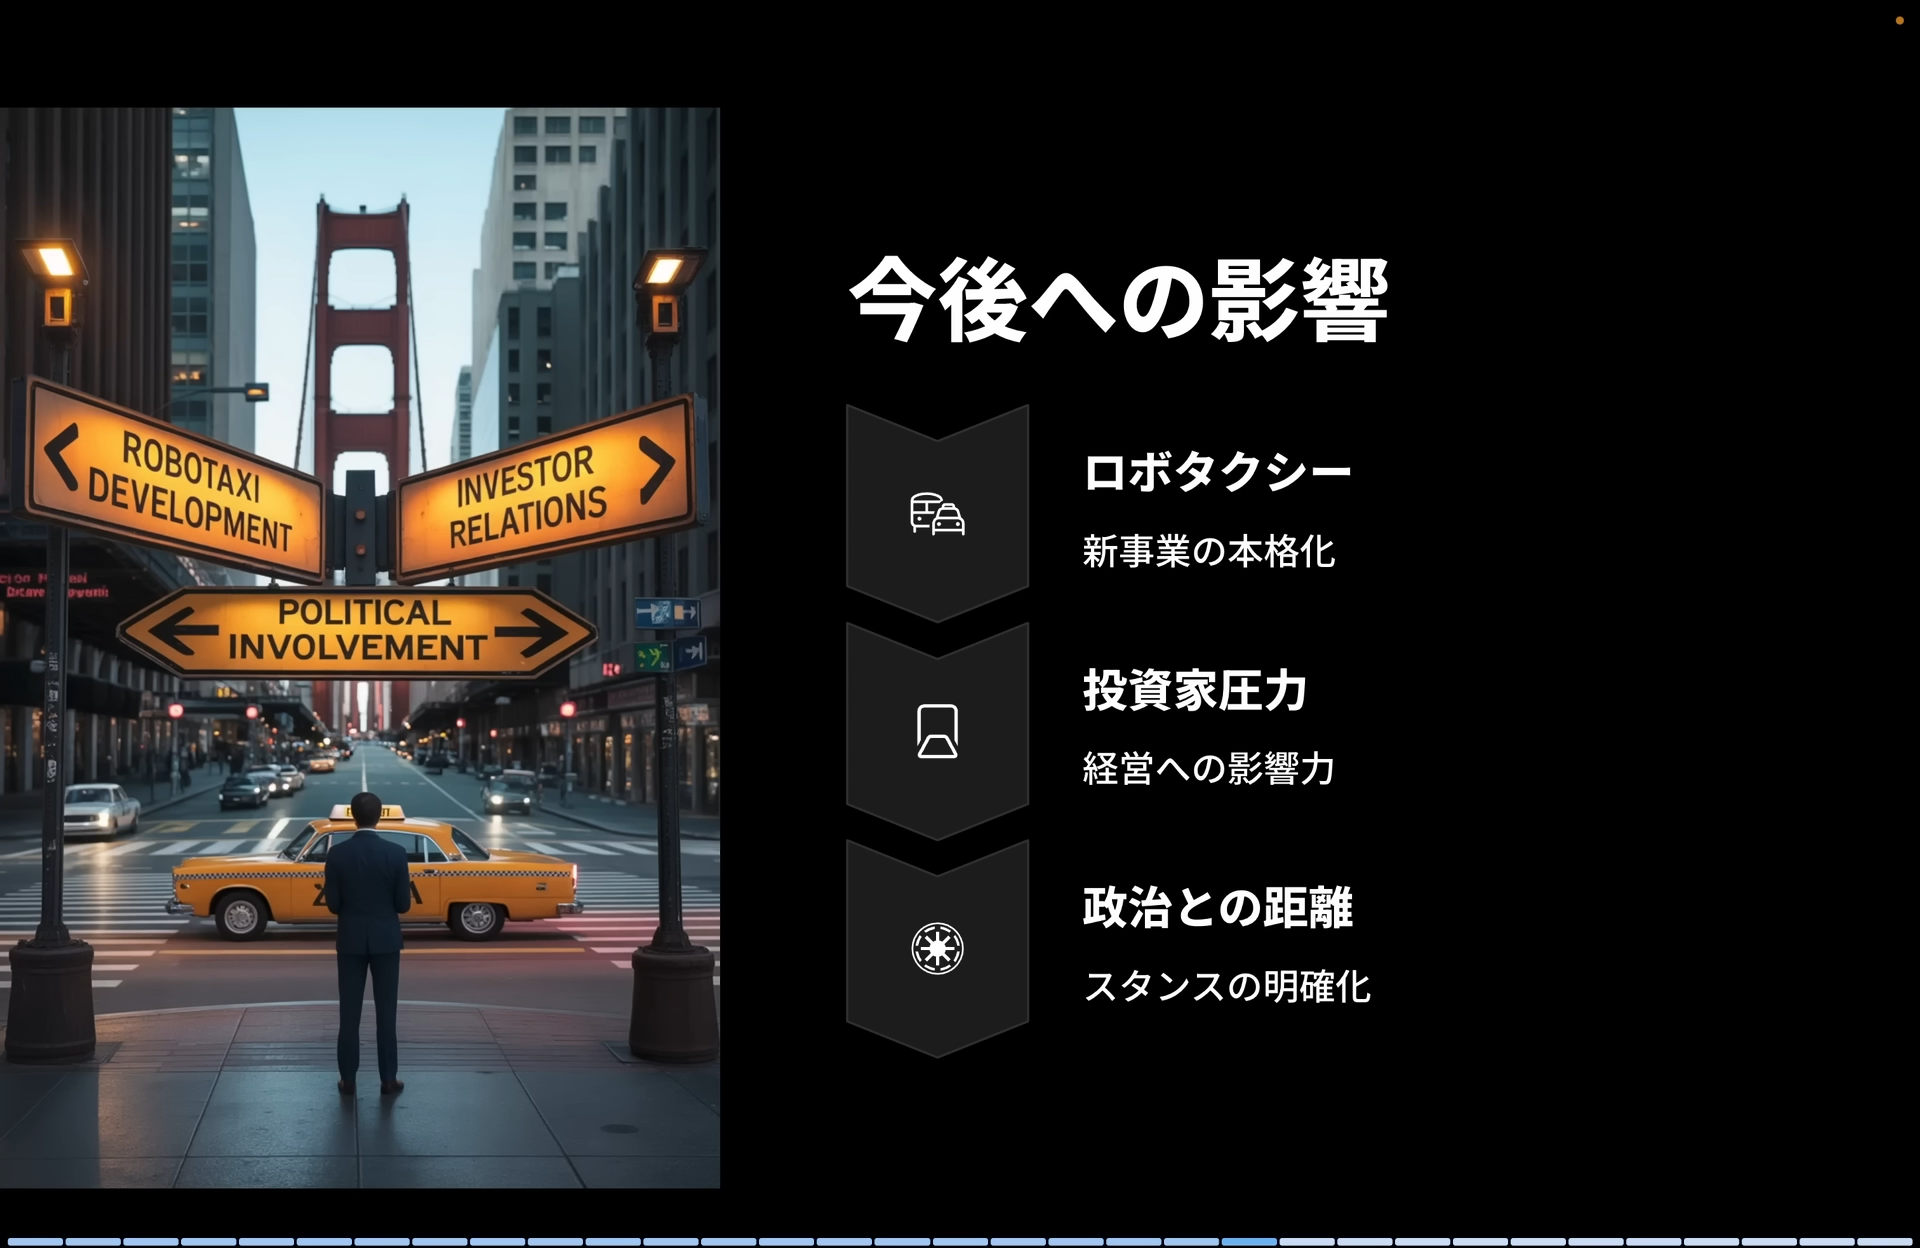 ROBOTAXI
DEVELOPMENT
INVESTOR
RELATIONS
POLITICAL
INVOLVEMENT
今後への影響
ロボタクシー
新事業の本格化
投資家圧力
経営への影響力
政治との距離
スタンスの明確化